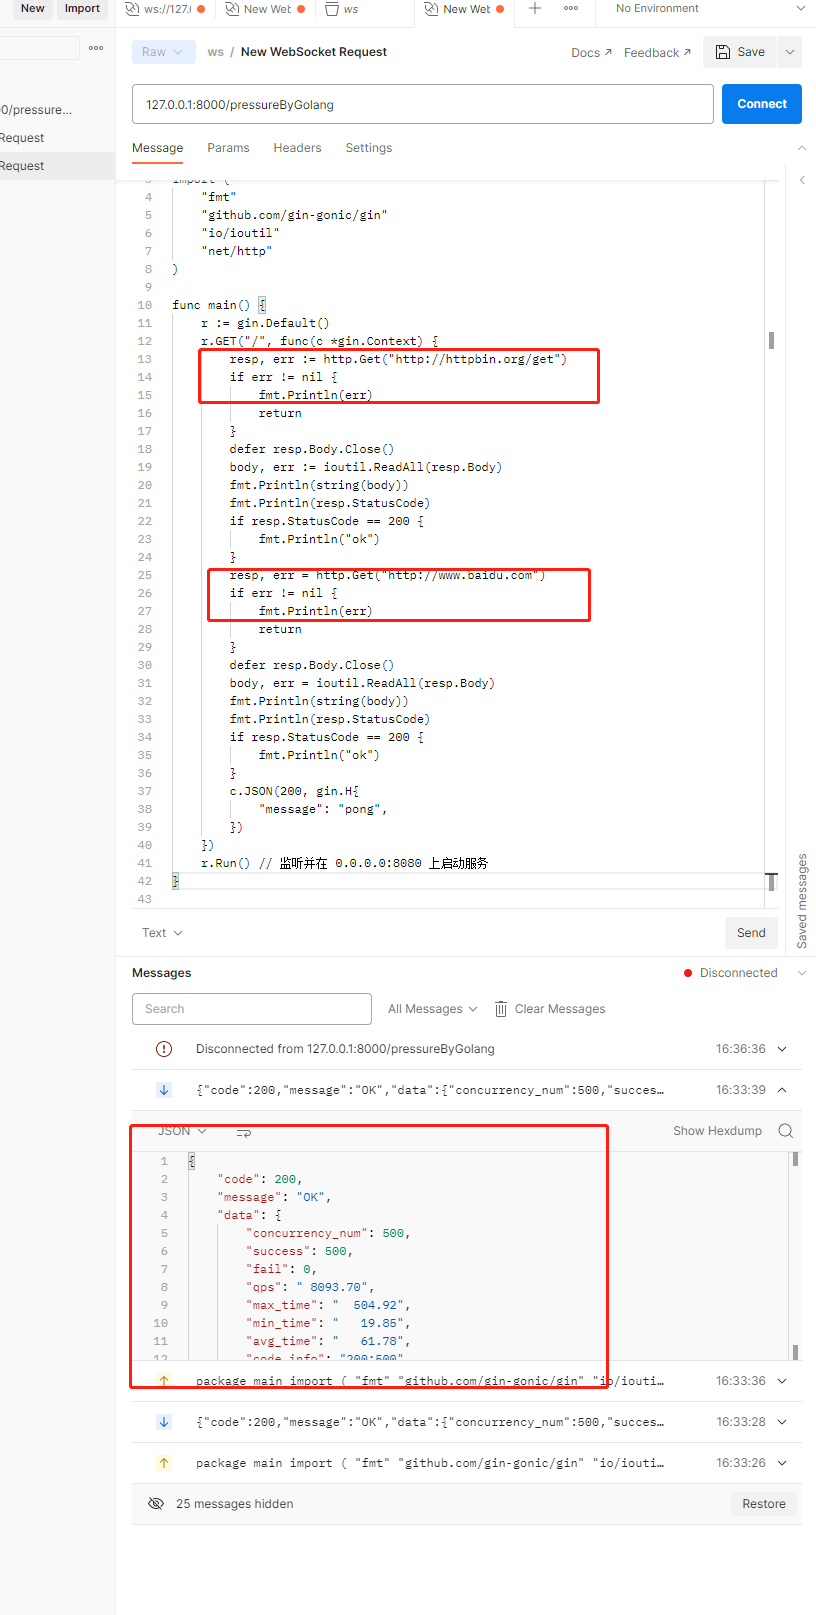 New Import ws://127.( New Web ws New Web No Environment
Raw ws / New WebSocket Request Docs Feedback Save
127.0.0.1:8000/pressureByGolang Connect
00/pressure...
Request
Request
Message Params Headers Settings
3 import (
4 "fmt"
5 "github.com/gin-gonic/gin"
6 "io/ioutil"
7 "net/http"
8 )
9
10 func main() {
11 r := gin.Default()
12 r.GET("/", func(c *gin.Context) {
13 resp, err := http.Get("http://httpbin.org/get")
14 if err != nil {
15 fmt.Println(err)
16 return
17 }
18 defer resp.Body.Close()
19 body, err := ioutil.ReadAll(resp.Body)
20 fmt.Println(string(body))
21 fmt.Println(resp.StatusCode)
22 if resp.StatusCode == 200 {
23 fmt.Println("ok")
24 }
25 resp, err = http.Get("http://www.baidu.com")
26 if err != nil {
27 fmt.Println(err)
28 return
29 }
30 defer resp.Body.Close()
31 body, err = ioutil.ReadAll(resp.Body)
32 fmt.Println(string(body))
33 fmt.Println(resp.StatusCode)
34 if resp.StatusCode == 200 {
35 fmt.Println("ok")
36 }
37 c.JSON(200, gin.H{
38 "message": "pong",
39 })
40 })
41 r.Run() // 监听并在 0.0.0.0:8080 上启动服务
42 }
43
Saved messages
Text Send
Messages Disconnected
Search All Messages Clear Messages
Disconnected from 127.0.0.1:8000/pressureByGolang 16:36:36
{"code":200,"message":"OK","data":{"concurrency_num":500,"succes… 16:33:39
JSON Show Hexdump
1 {
2 "code": 200,
3 "message": "OK",
4 "data": {
5 "concurrency_num": 500,
6 "success": 500,
7 "fail": 0,
8 "qps": " 8093.70",
9 "max_time": "  504.92",
10 "min_time": "   19.85",
11 "avg_time": "   61.78",
12 "code_info": "200:500"
package main import ( "fmt" "github.com/gin-gonic/gin" "io/iouti… 16:33:36
{"code":200,"message":"OK","data":{"concurrency_num":500,"succes… 16:33:28
package main import ( "fmt" "github.com/gin-gonic/gin" "io/iouti… 16:33:26
25 messages hidden Restore